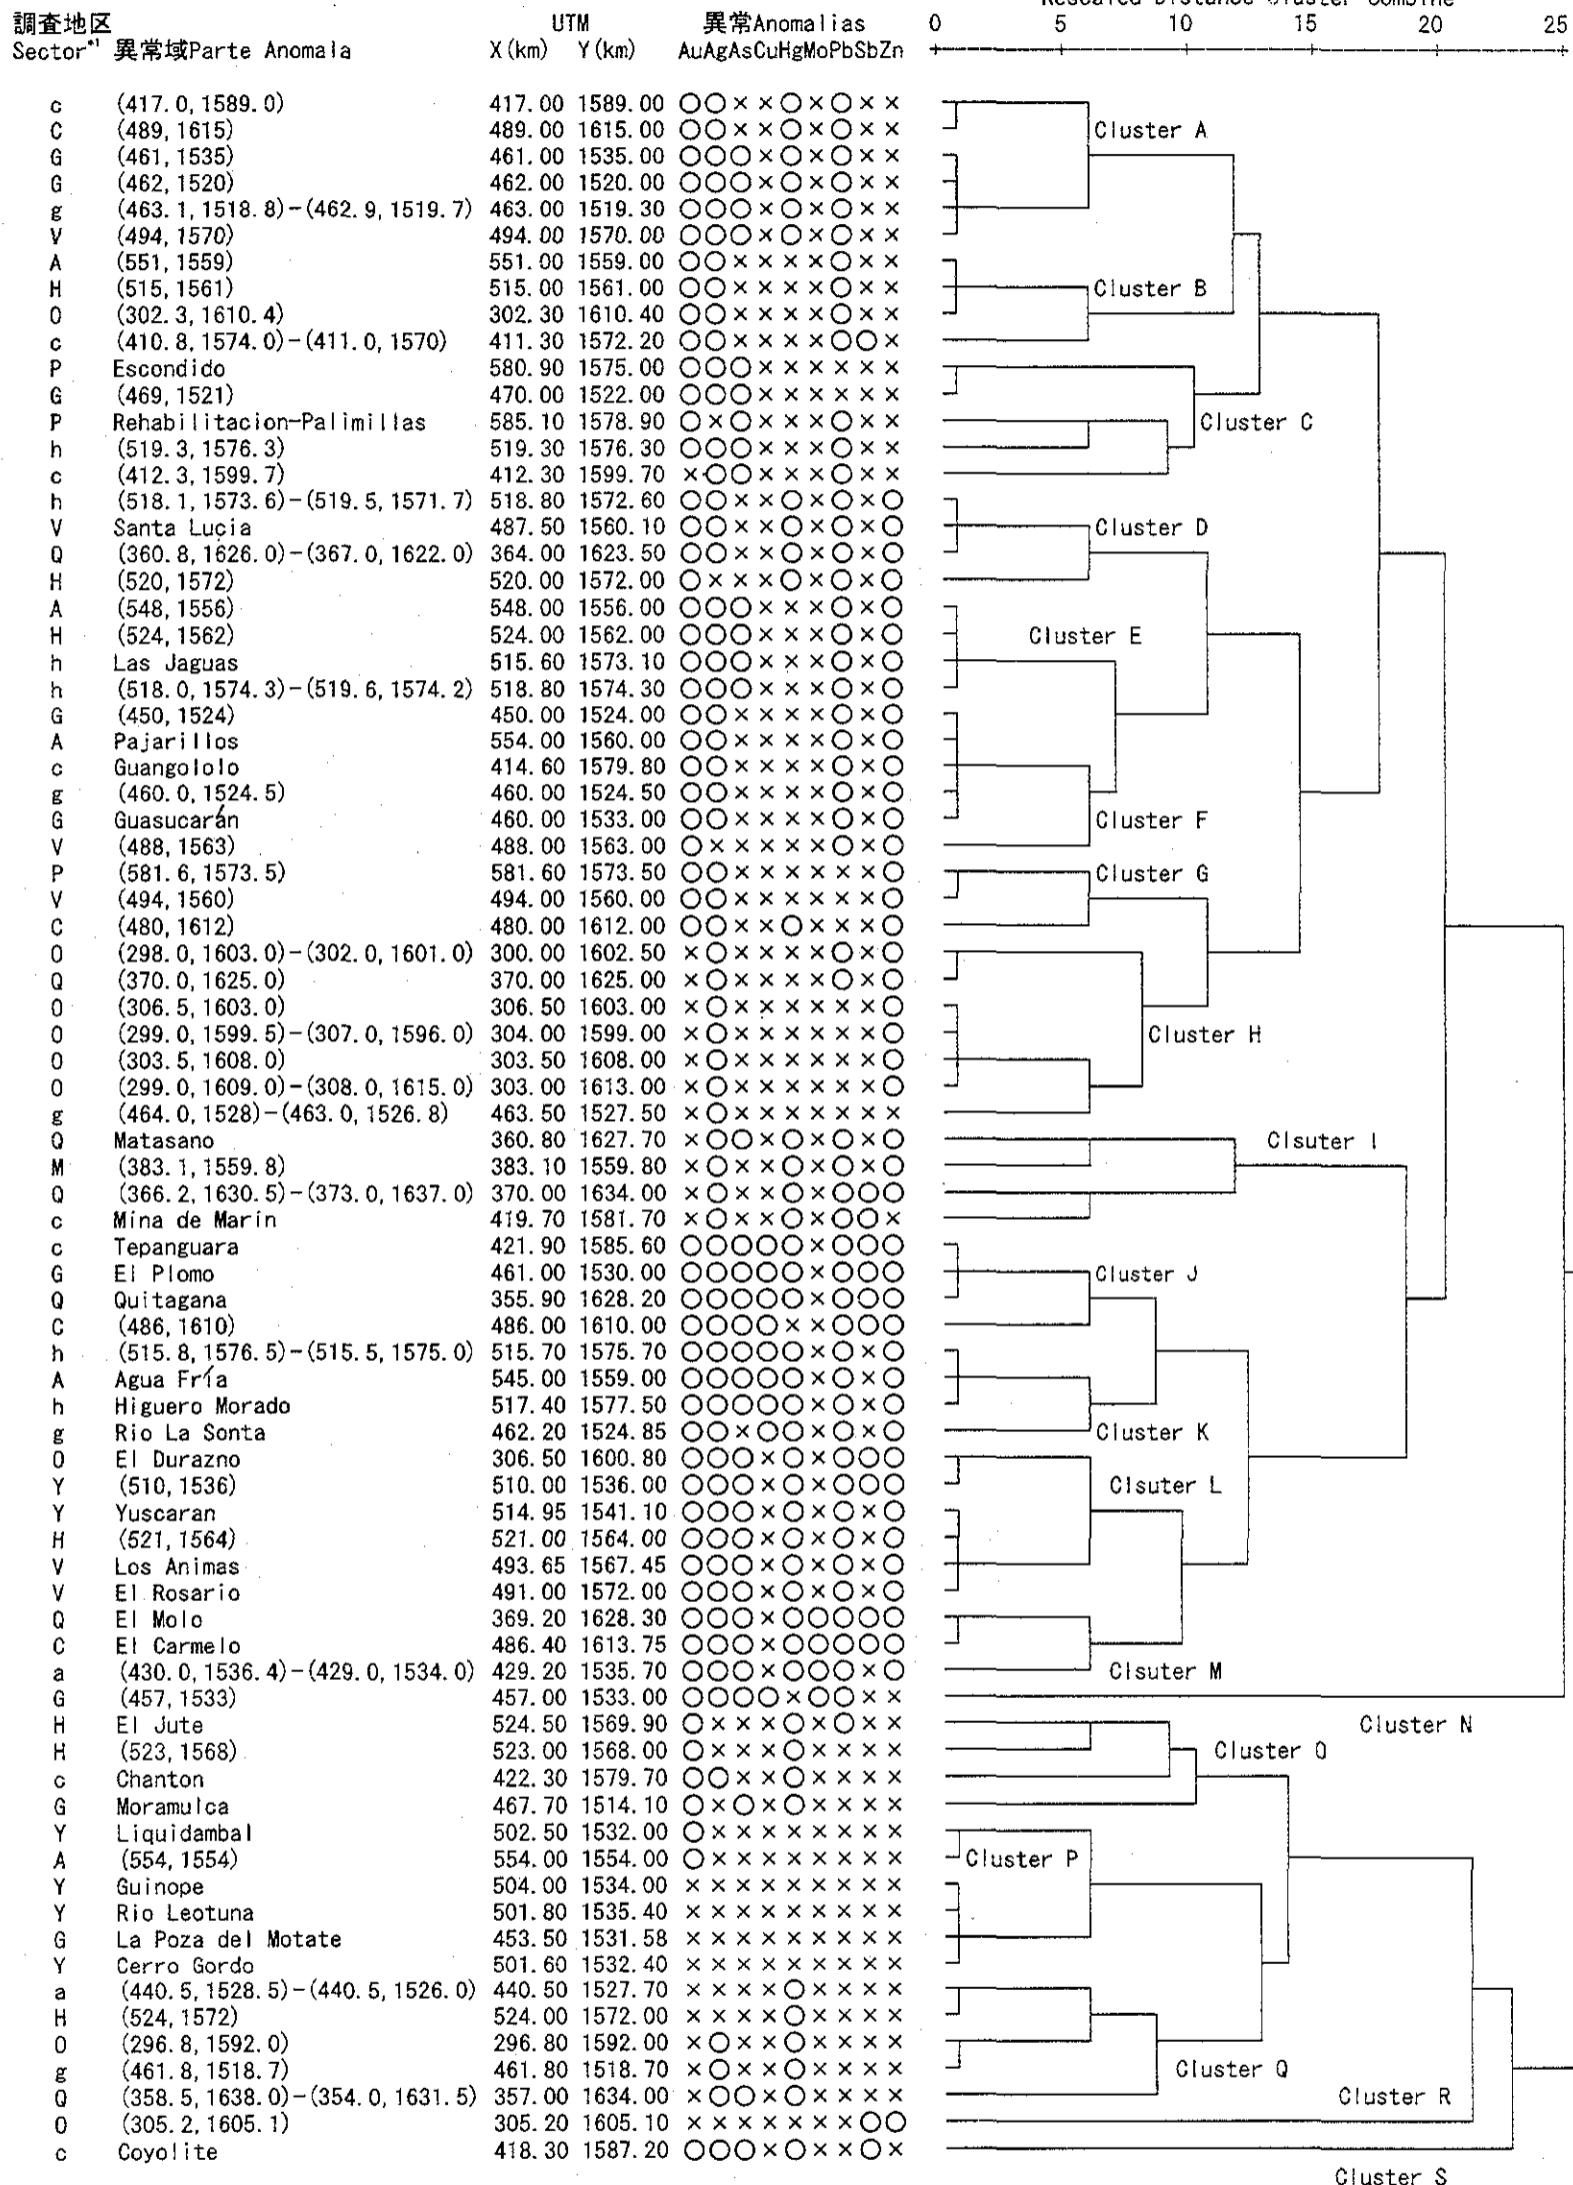 Rescaled Distance Cluster Combine
調査地区 UTM 異常Anomalias 0 5 10 15 20 25
Sector*1 異常域Parte Anomala X(km) Y(km) AuAgAsCuHgMoPbSbZn
c (417.0, 1589.0) 417.00 1589.00 ○○××○×○××
C (489, 1615) 489.00 1615.00 ○○××○×○×× Cluster A
G (461, 1535) 461.00 1535.00 ○○○×○×○××
G (462, 1520) 462.00 1520.00 ○○○×○×○××
g (463.1, 1518.8)-(462.9, 1519.7) 463.00 1519.30 ○○○×○×○××
V (494, 1570) 494.00 1570.00 ○○○×○×○××
A (551, 1559) 551.00 1559.00 ○○××××○××
H (515, 1561) 515.00 1561.00 ○○××××○×× Cluster B
O (302.3, 1610.4) 302.30 1610.40 ○○××××○××
c (410.8, 1574.0)-(411.0, 1570) 411.30 1572.20 ○○××××○○×
P Escondido 580.90 1575.00 ○○○××××××
G (469, 1521) 470.00 1522.00 ○○○××××××
P Rehabilitacion-Palimillas 585.10 1578.90 ○×○×××○×× Cluster C
h (519.3, 1576.3) 519.30 1576.30 ○○○×××○××
c (412.3, 1599.7) 412.30 1599.70 ×○○×××○××
h (518.1, 1573.6)-(519.5, 1571.7) 518.80 1572.60 ○○××○×○×○
V Santa Lucia 487.50 1560.10 ○○××○×○×○ Cluster D
Q (360.8, 1626.0)-(367.0, 1622.0) 364.00 1623.50 ○○××○×○×○
H (520, 1572) 520.00 1572.00 ○×××○×○×○
A (548, 1556) 548.00 1556.00 ○○○×××○×○
H (524, 1562) 524.00 1562.00 ○○○×××○×○ Cluster E
h Las Jaguas 515.60 1573.10 ○○○×××○×○
h (518.0, 1574.3)-(519.6, 1574.2) 518.80 1574.30 ○○○×××○×○
G (450, 1524) 450.00 1524.00 ○○××××○×○
A Pajarillos 554.00 1560.00 ○○××××○×○
c Guangololo 414.60 1579.80 ○○××××○×○
g (460.0, 1524.5) 460.00 1524.50 ○○××××○×○
G Guasucarán 460.00 1533.00 ○○××××○×○ Cluster F
V (488, 1563) 488.00 1563.00 ○×××××○×○
P (581.6, 1573.5) 581.60 1573.50 ○○××××××○ Cluster G
V (494, 1560) 494.00 1560.00 ○○××××××○
C (480, 1612) 480.00 1612.00 ○○××○×××○
O (298.0, 1603.0)-(302.0, 1601.0) 300.00 1602.50 ×○××××○×○
Q (370.0, 1625.0) 370.00 1625.00 ×○××××○×○
O (306.5, 1603.0) 306.50 1603.00 ×○××××××○
O (299.0, 1599.5)-(307.0, 1596.0) 304.00 1599.00 ×○××××××○ Cluster H
O (303.5, 1608.0) 303.50 1608.00 ×○××××××○
O (299.0, 1609.0)-(308.0, 1615.0) 303.00 1613.00 ×○××××××○
g (464.0, 1528)-(463.0, 1526.8) 463.50 1527.50 ×○×××××××
Q Matasano 360.80 1627.70 ×○○×○×○×○ Clsuter I
M (383.1, 1559.8) 383.10 1559.80 ×○××○×○×○
Q (366.2, 1630.5)-(373.0, 1637.0) 370.00 1634.00 ×○××○×○○○
c Mina de Marin 419.70 1581.70 ×○××○×○○×
c Tepanguara 421.90 1585.60 ○○○○○×○○○
G El Plomo 461.00 1530.00 ○○○○○×○○○ Cluster J
Q Quitagana 355.90 1628.20 ○○○○○×○○○
C (486, 1610) 486.00 1610.00 ○○○○××○○○
h (515.8, 1576.5)-(515.5, 1575.0) 515.70 1575.70 ○○○○○×○×○
A Agua Fría 545.00 1559.00 ○○○○○×○×○
h Higuero Morado 517.40 1577.50 ○○○○○×○×○
g Rio La Sonta 462.20 1524.85 ○○×○○×○×○ Cluster K
O El Durazno 306.50 1600.80 ○○○×○×○○○
Y (510, 1536) 510.00 1536.00 ○○○×○×○○○ Clsuter L
Y Yuscaran 514.95 1541.10 ○○○×○×○×○
H (521, 1564) 521.00 1564.00 ○○○×○×○×○
V Los Animas 493.65 1567.45 ○○○×○×○×○
V El Rosario 491.00 1572.00 ○○○×○×○×○
Q El Molo 369.20 1628.30 ○○○×○○○○○
C El Carmelo 486.40 1613.75 ○○○×○○○○○
a (430.0, 1536.4)-(429.0, 1534.0) 429.20 1535.70 ○○○×○○○×○ Clsuter M
G (457, 1533) 457.00 1533.00 ○○○○×○○××
H El Jute 524.50 1569.90 ○×××○×○×× Cluster N
H (523, 1568) 523.00 1568.00 ○×××○×××× Cluster O
c Chanton 422.30 1579.70 ○○××○××××
G Moramulca 467.70 1514.10 ○×○×○××××
Y Liquidambal 502.50 1532.00 ○××××××××
A (554, 1554) 554.00 1554.00 ○×××××××× Cluster P
Y Guinope 504.00 1534.00 ×××××××××
Y Rio Leotuna 501.80 1535.40 ×××××××××
G La Poza del Motate 453.50 1531.58 ×××××××××
Y Cerro Gordo 501.60 1532.40 ×××××××××
a (440.5, 1528.5)-(440.5, 1526.0) 440.50 1527.70 ××××○××××
H (524, 1572) 524.00 1572.00 ××××○××××
O (296.8, 1592.0) 296.80 1592.00 ×○××○××××
g (461.8, 1518.7) 461.80 1518.70 ×○××○×××× Cluster Q
Q (358.5, 1638.0)-(354.0, 1631.5) 357.00 1634.00 ×○○×○×××× Cluster R
O (305.2, 1605.1) 305.20 1605.10 ×××××××○○
c Coyolite 418.30 1587.20 ○○○×○××○×
Cluster S